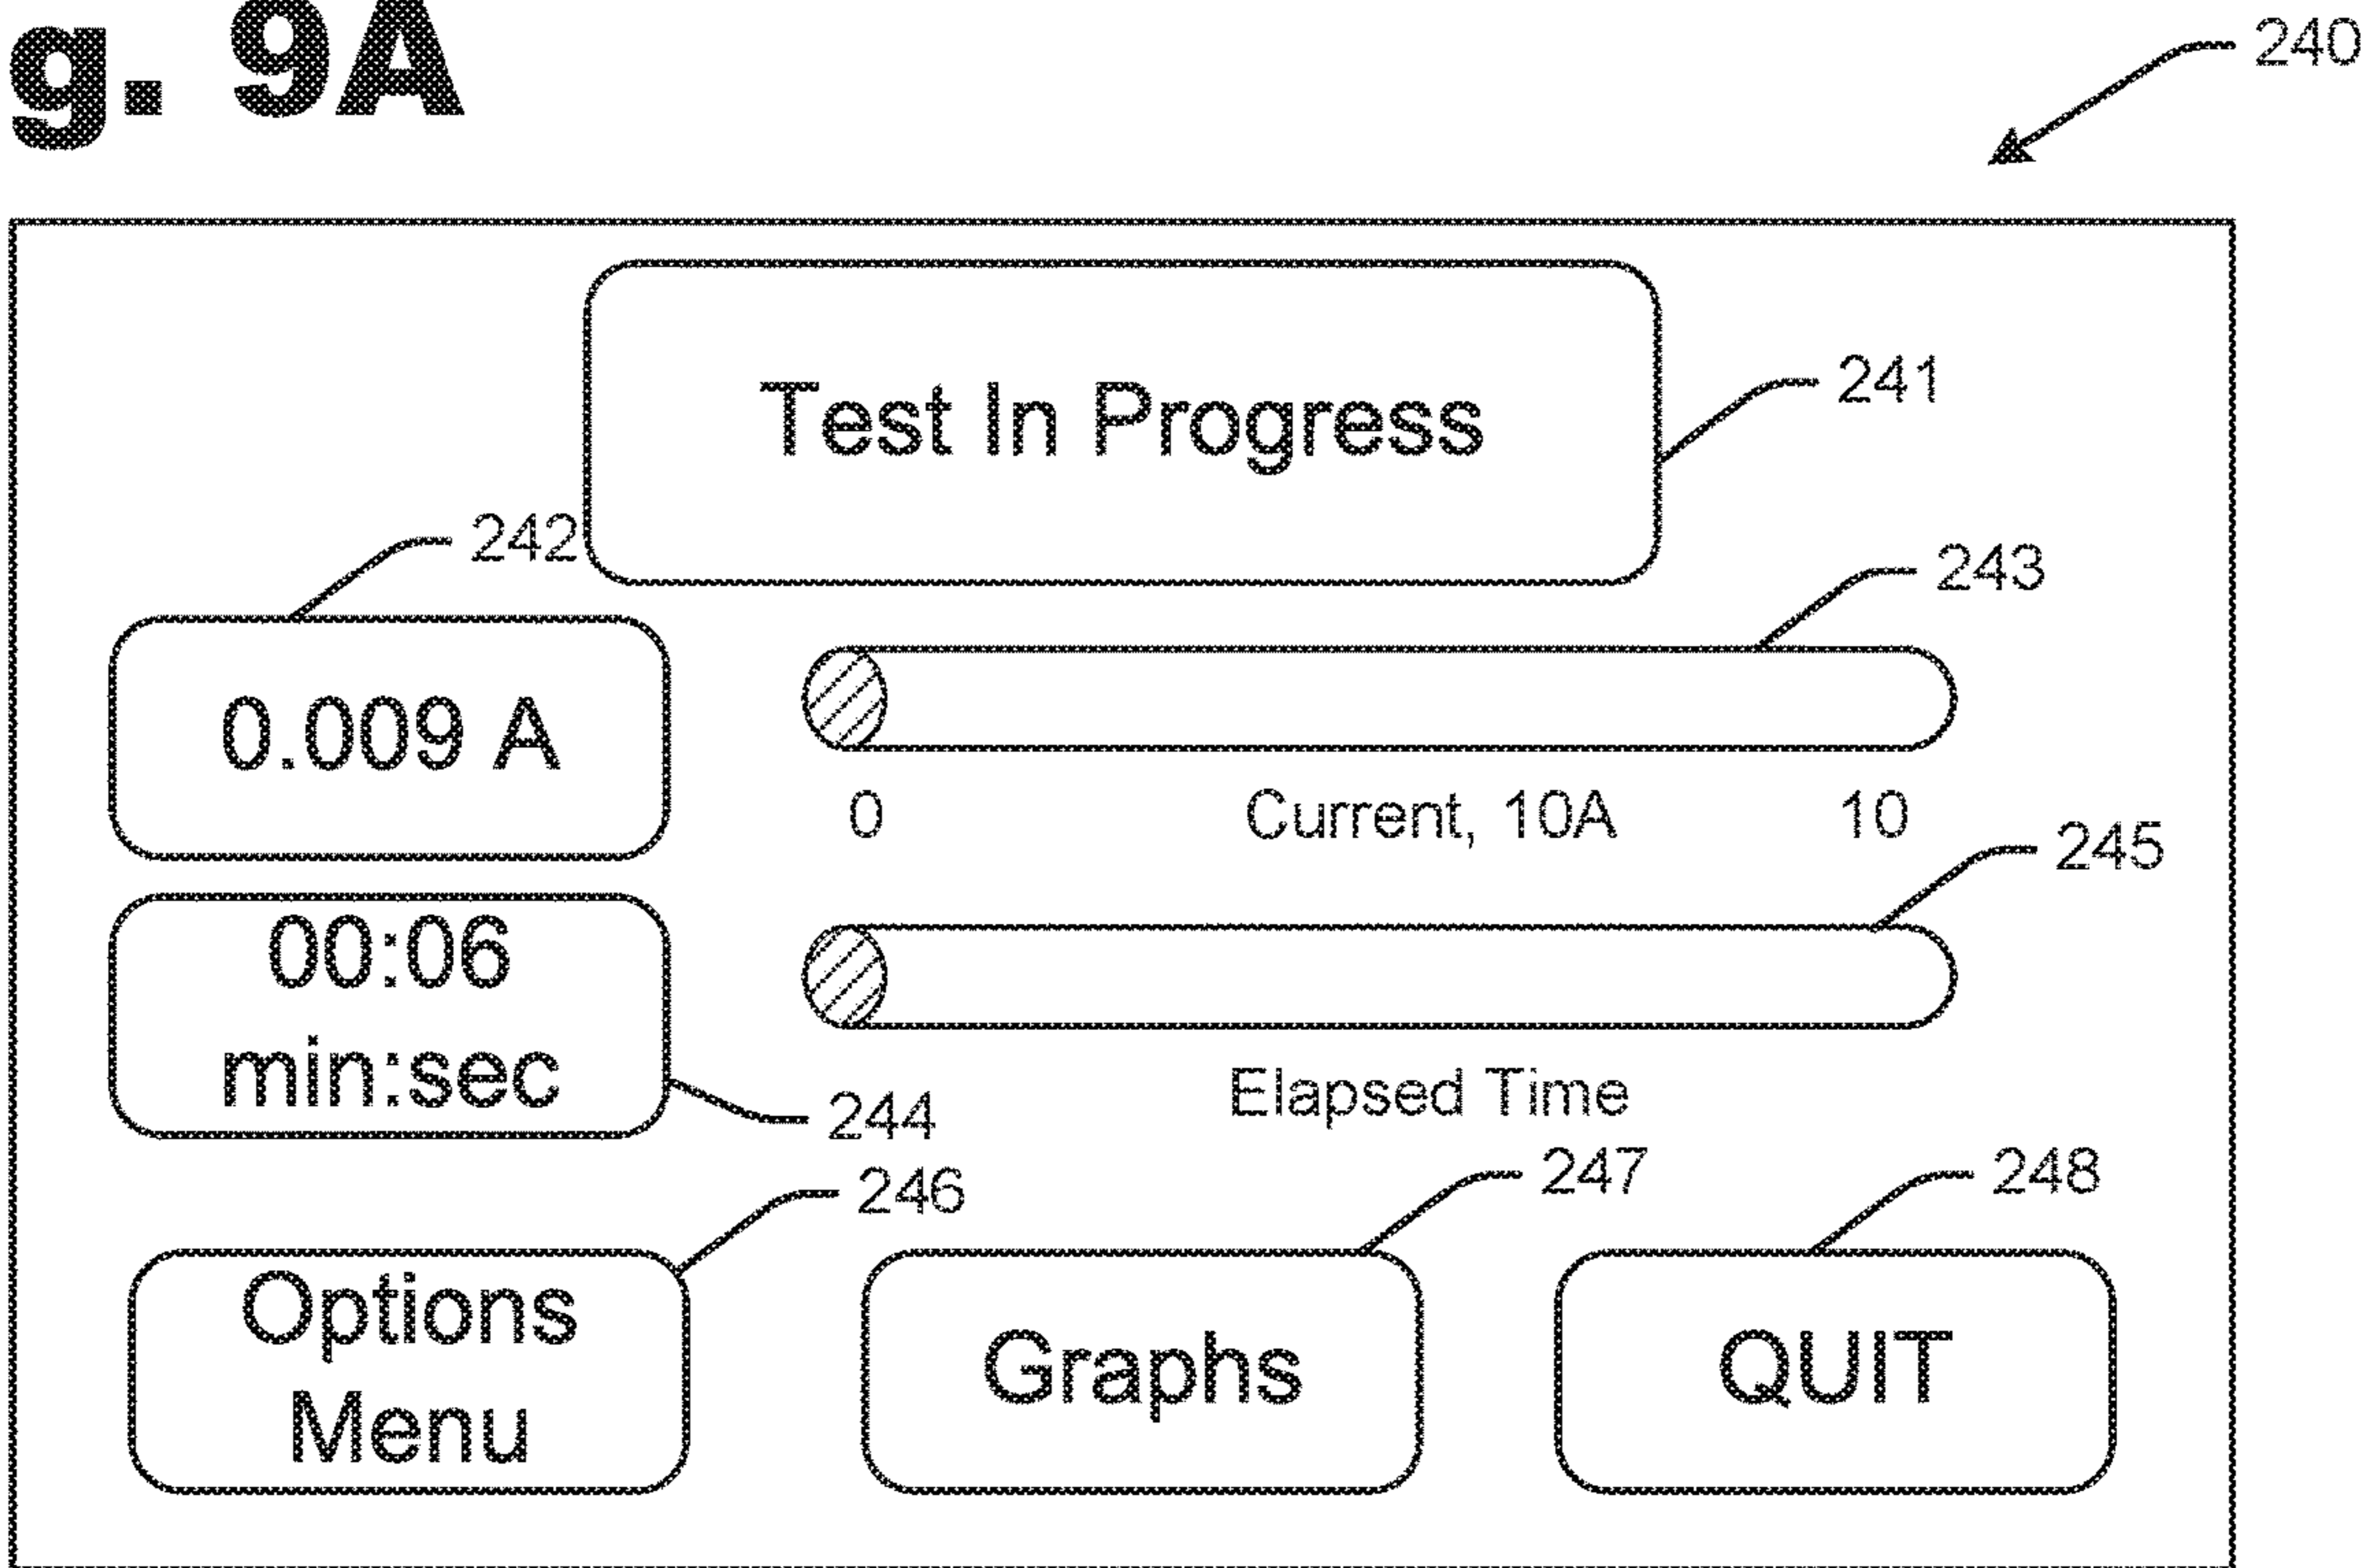 g. 9A
240
Test In Progress
241
242
243
0.009 A
0
Current, 10A
10
245
00:06
min:sec
244
Elapsed Time
246
247
248
Options
Menu
Graphs
QUIT